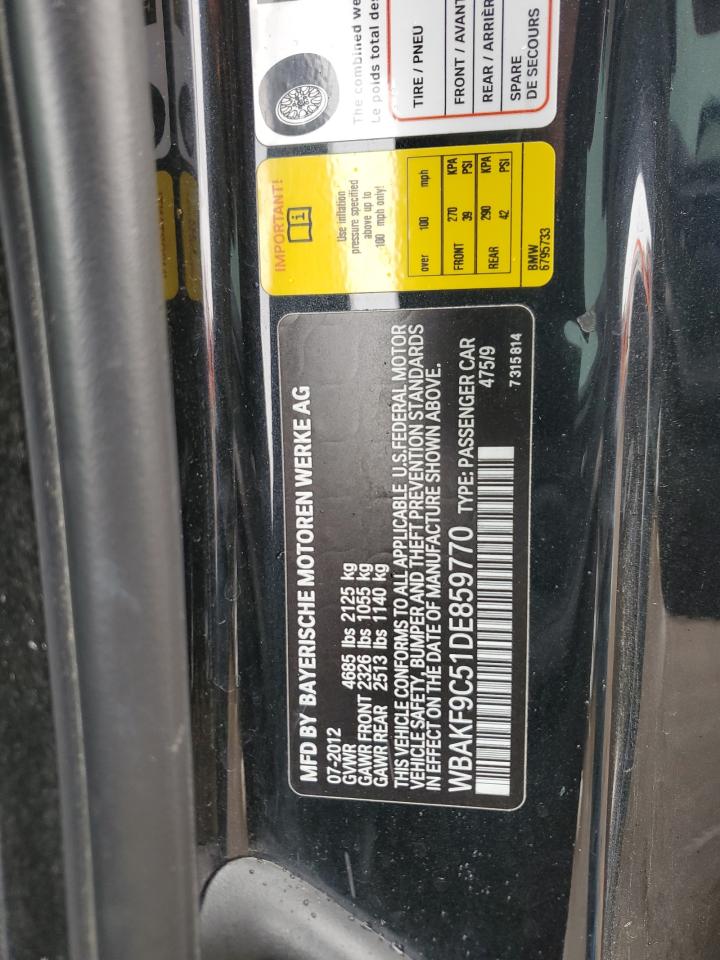 MFD BY BAYERISCHE MOTOREN WERKE AG
07-2012
GVWR 4685 lbs 2125 kg
GAWR FRONT 2326 lbs 1055 kg
GAWR REAR 2513 lbs 1140 kg
THIS VEHICLE CONFORMS TO ALL APPLICABLE U.S.FEDERAL MOTOR
VEHICLE SAFETY, BUMPER AND THEFT PREVENTION STANDARDS
IN EFFECT ON THE DATE OF MANUFACTURE SHOWN ABOVE.
WBAKF9C51DE859770 TYPE: PASSENGER CAR
475/9
7 315 814
IMPORTANT!
Use inflation
pressure specified
above up to
100 mph only!
over 100 mph
FRONT 270 KPA
39 PSI
REAR 290 KPA
42 PSI
BMW
6795733
The combined we
Le poids total de
TIRE / PNEU
FRONT / AVANT
REAR / ARRIÈR
SPARE
DE SECOURS